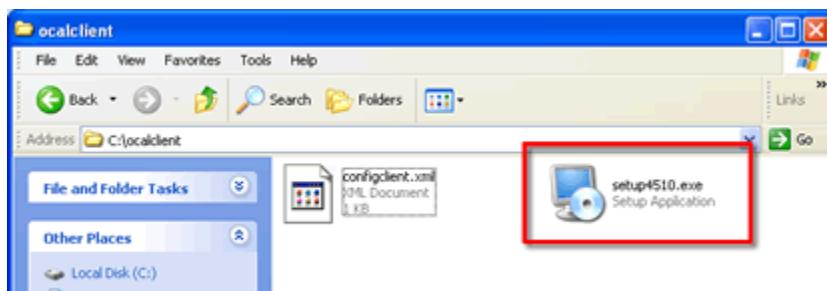 ocalclient
File Edit View Favorites Tools Help
Back Search Folders Links
Address C:\ocalclient Go
File and Folder Tasks
configclient.xml
XML Document
1 KB
setup4510.exe
Setup Application
Other Places
Local Disk (C:)